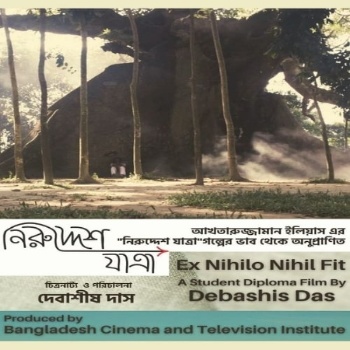 আখতারুজ্জামান ইলিয়াস এর
"নিরুদ্দেশ যাত্রা"গল্পের ভাব থেকে অনুপ্রাণিত
নিরুদ্দেশ
যাত্রা
Ex Nihilo Nihil Fit
A Student Diploma Film By
Debashis Das
চিত্রনাট্য ও পরিচালনা
দেবাশীষ দাস
Produced by
Bangladesh Cinema and Television Institute